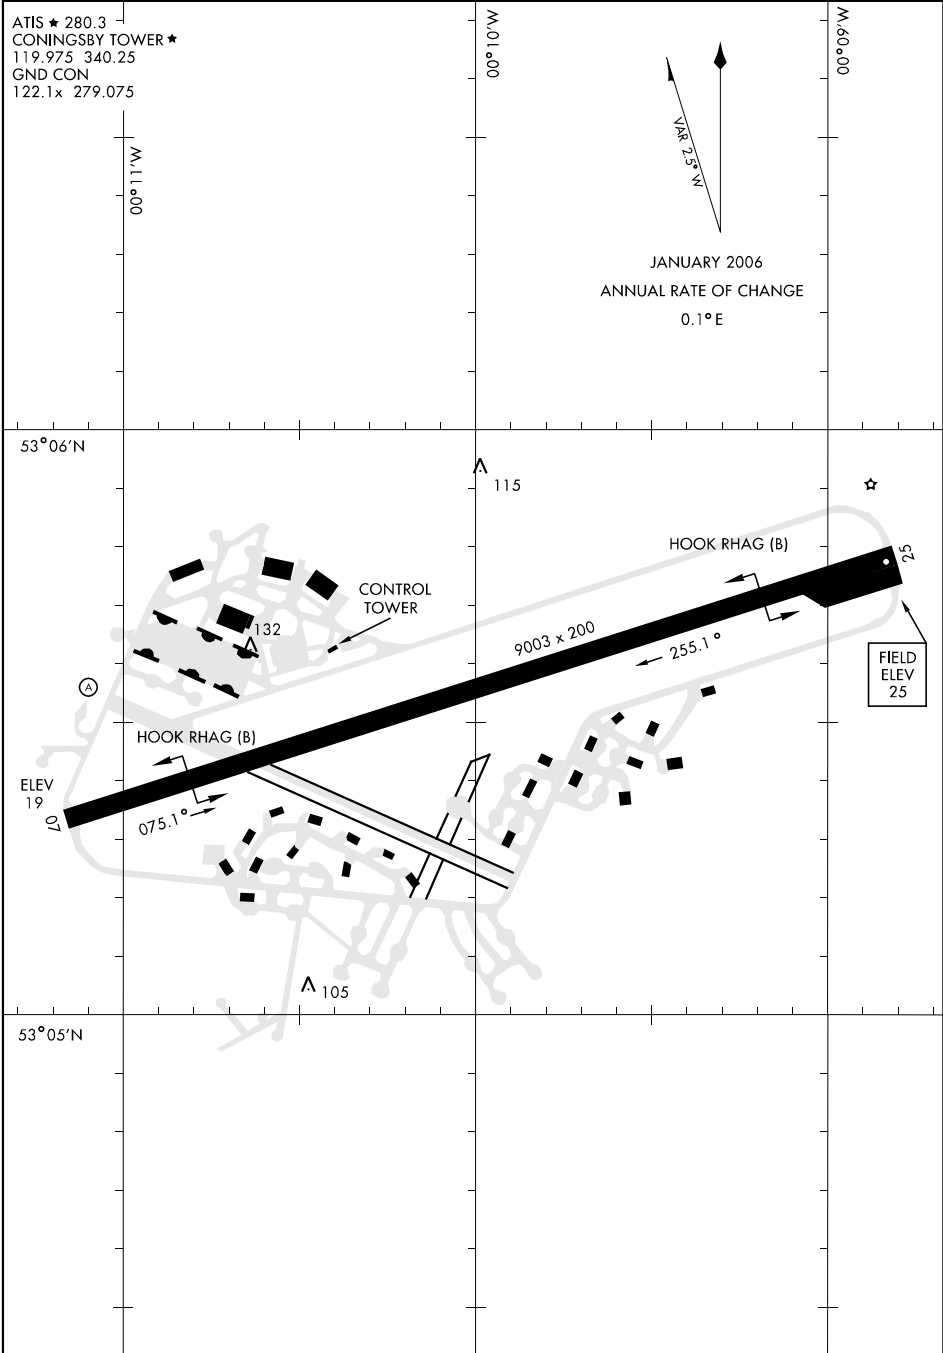 ATIS ★ 280.3
CONINGSBY TOWER ★
119.975 340.25
GND CON
122.1x 279.075
00°11'W
00°10'W
00°09'W
VAR 2.5° W
JANUARY 2006
ANNUAL RATE OF CHANGE
0.1° E
53°06'N
115
HOOK RHAG (B)
25
CONTROL
TOWER
132
9003 x 200
255.1°
FIELD
ELEV
25
A
HOOK RHAG (B)
ELEV
19
07
075.1°
105
53°05'N